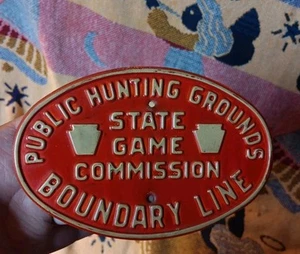 PUBLIC HUNTING GROUNDS
STATE
GAME
COMMISSION
BOUNDARY LINE